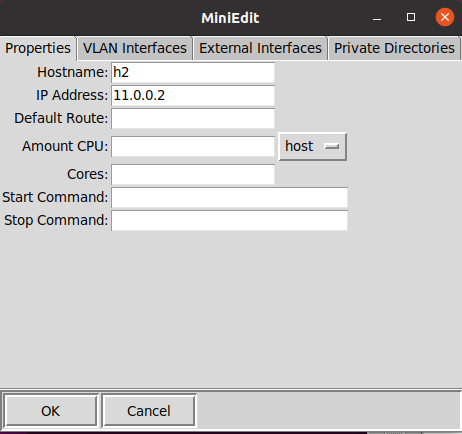 MiniEdit
Properties VLAN Interfaces External Interfaces Private Directories
Hostname: h2
IP Address: 11.0.0.2
Default Route:
Amount CPU: host
Cores:
Start Command:
Stop Command:
OK Cancel